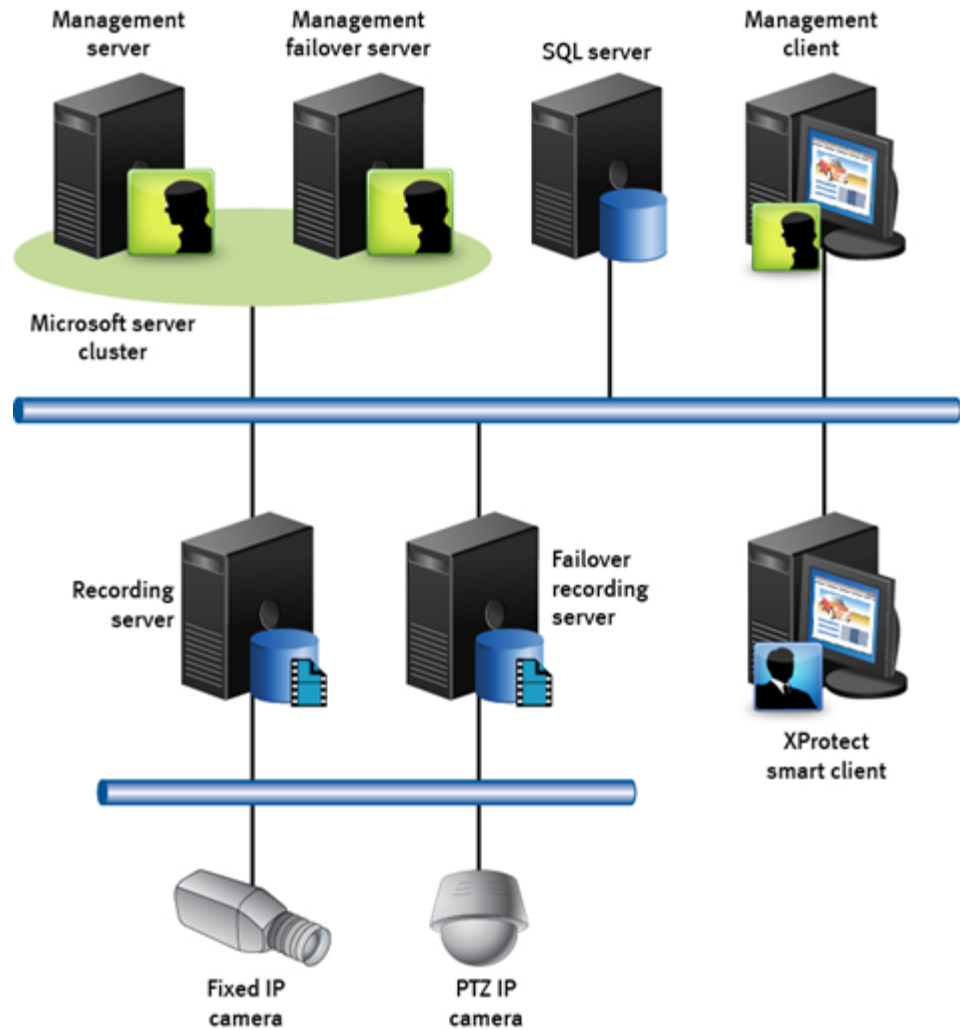 Management
server
Management
failover server
SQL server
Management
client
Microsoft server
cluster
Recording
server
Failover
recording
server
XProtect
smart client
Fixed IP
camera
PTZ IP
camera